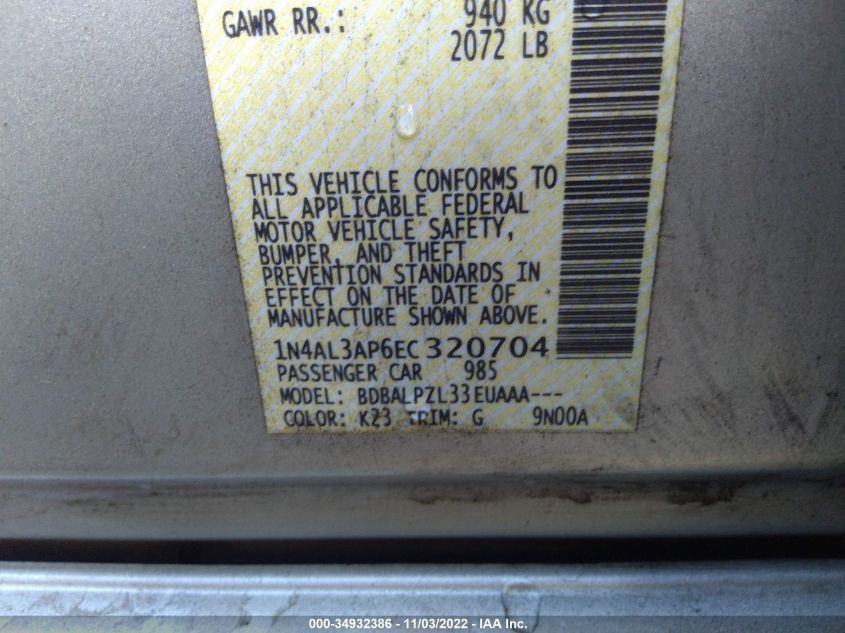 GAWR RR.: 940 KG
2072 LB
THIS VEHICLE CONFORMS TO
ALL APPLICABLE FEDERAL
MOTOR VEHICLE SAFETY,
BUMPER, AND THEFT
PREVENTION STANDARDS IN
EFFECT ON THE DATE OF
MANUFACTURE SHOWN ABOVE.
1N4AL3AP6EC320704
PASSENGER CAR 985
MODEL: BDBALPZL33EUAAA---
COLOR: K23 TRIM: G 9N00A
000-34932386 - 11/03/2022 - IAA Inc.